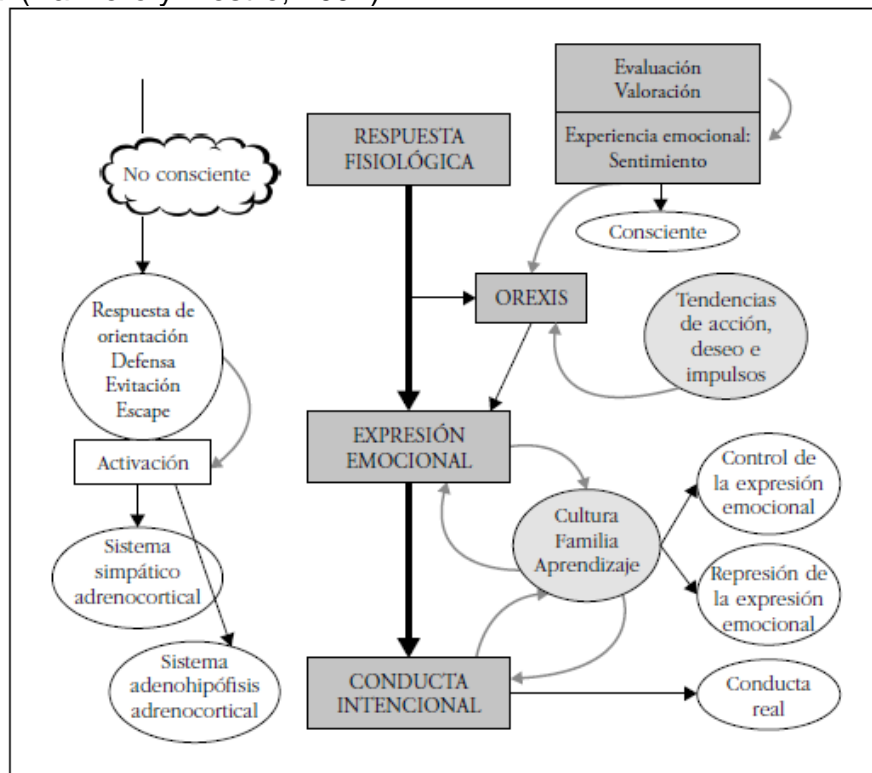 No consciente
Respuesta de
orientación
Defensa
Evitación
Escape
Activación
Sistema
simpático
adrenocortical
Sistema
adenohipófisis
adrenocortical
RESPUESTA
FISIOLÓGICA
Evaluación
Valoración
Experiencia emocional:
Sentimiento
Consciente
OREXIS
Tendencias
de acción,
deseo e
impulsos
EXPRESIÓN
EMOCIONAL
Cultura
Familia
Aprendizaje
Control de
la expresión
emocional
Represión de
la expresión
emocional
CONDUCTA
INTENCIONAL
Conducta
real